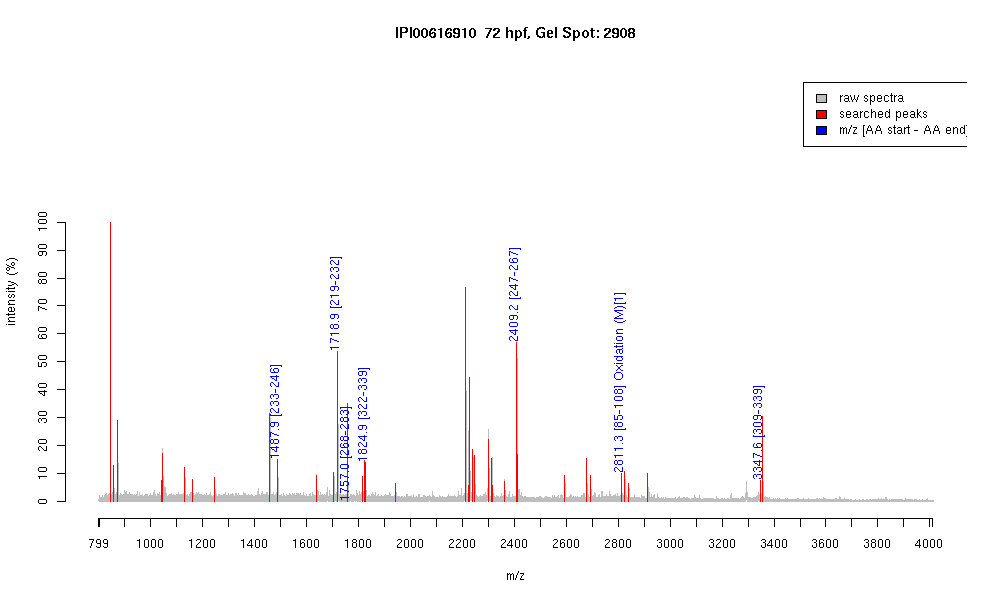 IPI00616910 72 hpf, Gel Spot: 2908
raw spectra
searched peaks
m/z [AA start - AA end]
intensity (%)
100
90
80
70
60
50
40
30
20
10
0
1487.9 [233-246]
1718.9 [219-232]
1757.0 [268-283]
1824.9 [322-339]
2409.2 [247-267]
2811.3 [85-108] Oxidation (M)[1]
3347.6 [309-339]
799 1000 1200 1400 1600 1800 2000 2200 2400 2600 2800 3000 3200 3400 3600 3800 4000
m/z